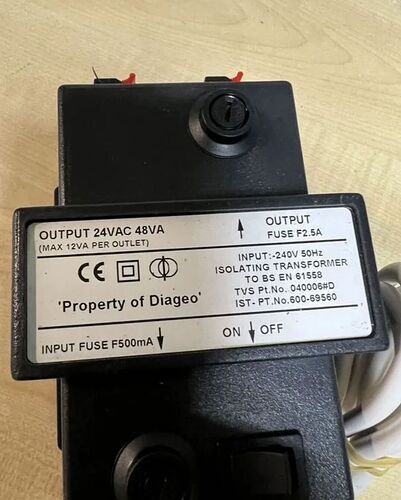 OUTPUT 24VAC 48VA
(MAX 12VA PER OUTLET)
OUTPUT
FUSE F2.5A
INPUT:-240V 50Hz
ISOLATING TRANSFORMER
TO BS EN 61558
TVS Pt.No. 040006#D
IST- PT.No.600-69560
CE
'Property of Diageo'
INPUT FUSE F500mA
ON OFF